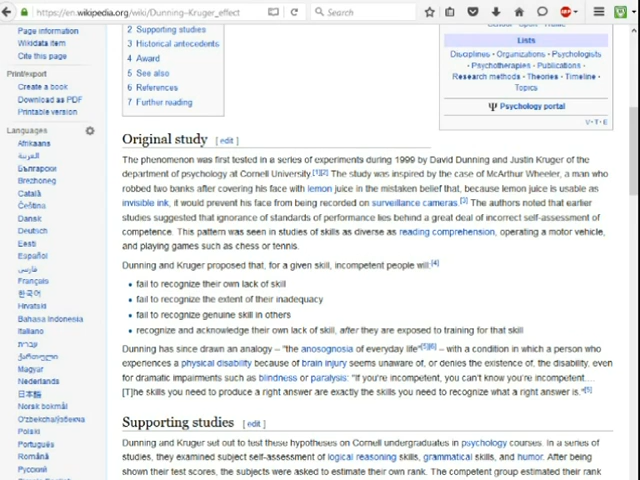 https://en.wikipedia.org/wiki/Dunning–Kruger_effect
Search
ABP
Page information
Wikidata item
Cite this page
Print/export
Create a book
Download as PDF
Printable version
Languages
Afrikaans
العربية
Български
Brezhoneg
Català
Čeština
Dansk
Deutsch
Eesti
Español
فارسی
Français
한국어
Hrvatski
Bahasa Indonesia
Italiano
עברית
ქართული
Magyar
Nederlands
日本語
Norsk bokmål
Oʻzbekcha/ўзбекча
Polski
Português
Română
Русский
2 Supporting studies
3 Historical antecedents
4 Award
5 See also
6 References
7 Further reading
Lists
Disciplines · Organizations · Psychologists
· Psychotherapies · Publications ·
Research methods · Theories · Timeline ·
Topics
Ψ Psychology portal
V · T · E
Original study [ edit ]
The phenomenon was first tested in a series of experiments during 1999 by David Dunning and Justin Kruger of the
department of psychology at Cornell University.[1][2] The study was inspired by the case of McArthur Wheeler, a man who
robbed two banks after covering his face with lemon juice in the mistaken belief that, because lemon juice is usable as
invisible ink, it would prevent his face from being recorded on surveillance cameras.[3] The authors noted that earlier
studies suggested that ignorance of standards of performance lies behind a great deal of incorrect self-assessment of
competence. This pattern was seen in studies of skills as diverse as reading comprehension, operating a motor vehicle,
and playing games such as chess or tennis.
Dunning and Kruger proposed that, for a given skill, incompetent people will:[4]
• fail to recognize their own lack of skill
• fail to recognize the extent of their inadequacy
• fail to recognize genuine skill in others
• recognize and acknowledge their own lack of skill, after they are exposed to training for that skill
Dunning has since drawn an analogy – "the anosognosia of everyday life"[5][6] – with a condition in which a person who
experiences a physical disability because of brain injury seems unaware of, or denies the existence of, the disability, even
for dramatic impairments such as blindness or paralysis: "If you're incompetent, you can't know you're incompetent....
[T]he skills you need to produce a right answer are exactly the skills you need to recognize what a right answer is."[5]
Supporting studies [ edit ]
Dunning and Kruger set out to test these hypotheses on Cornell undergraduates in psychology courses. In a series of
studies, they examined subject self-assessment of logical reasoning skills, grammatical skills, and humor. After being
shown their test scores, the subjects were asked to estimate their own rank. The competent group estimated their rank